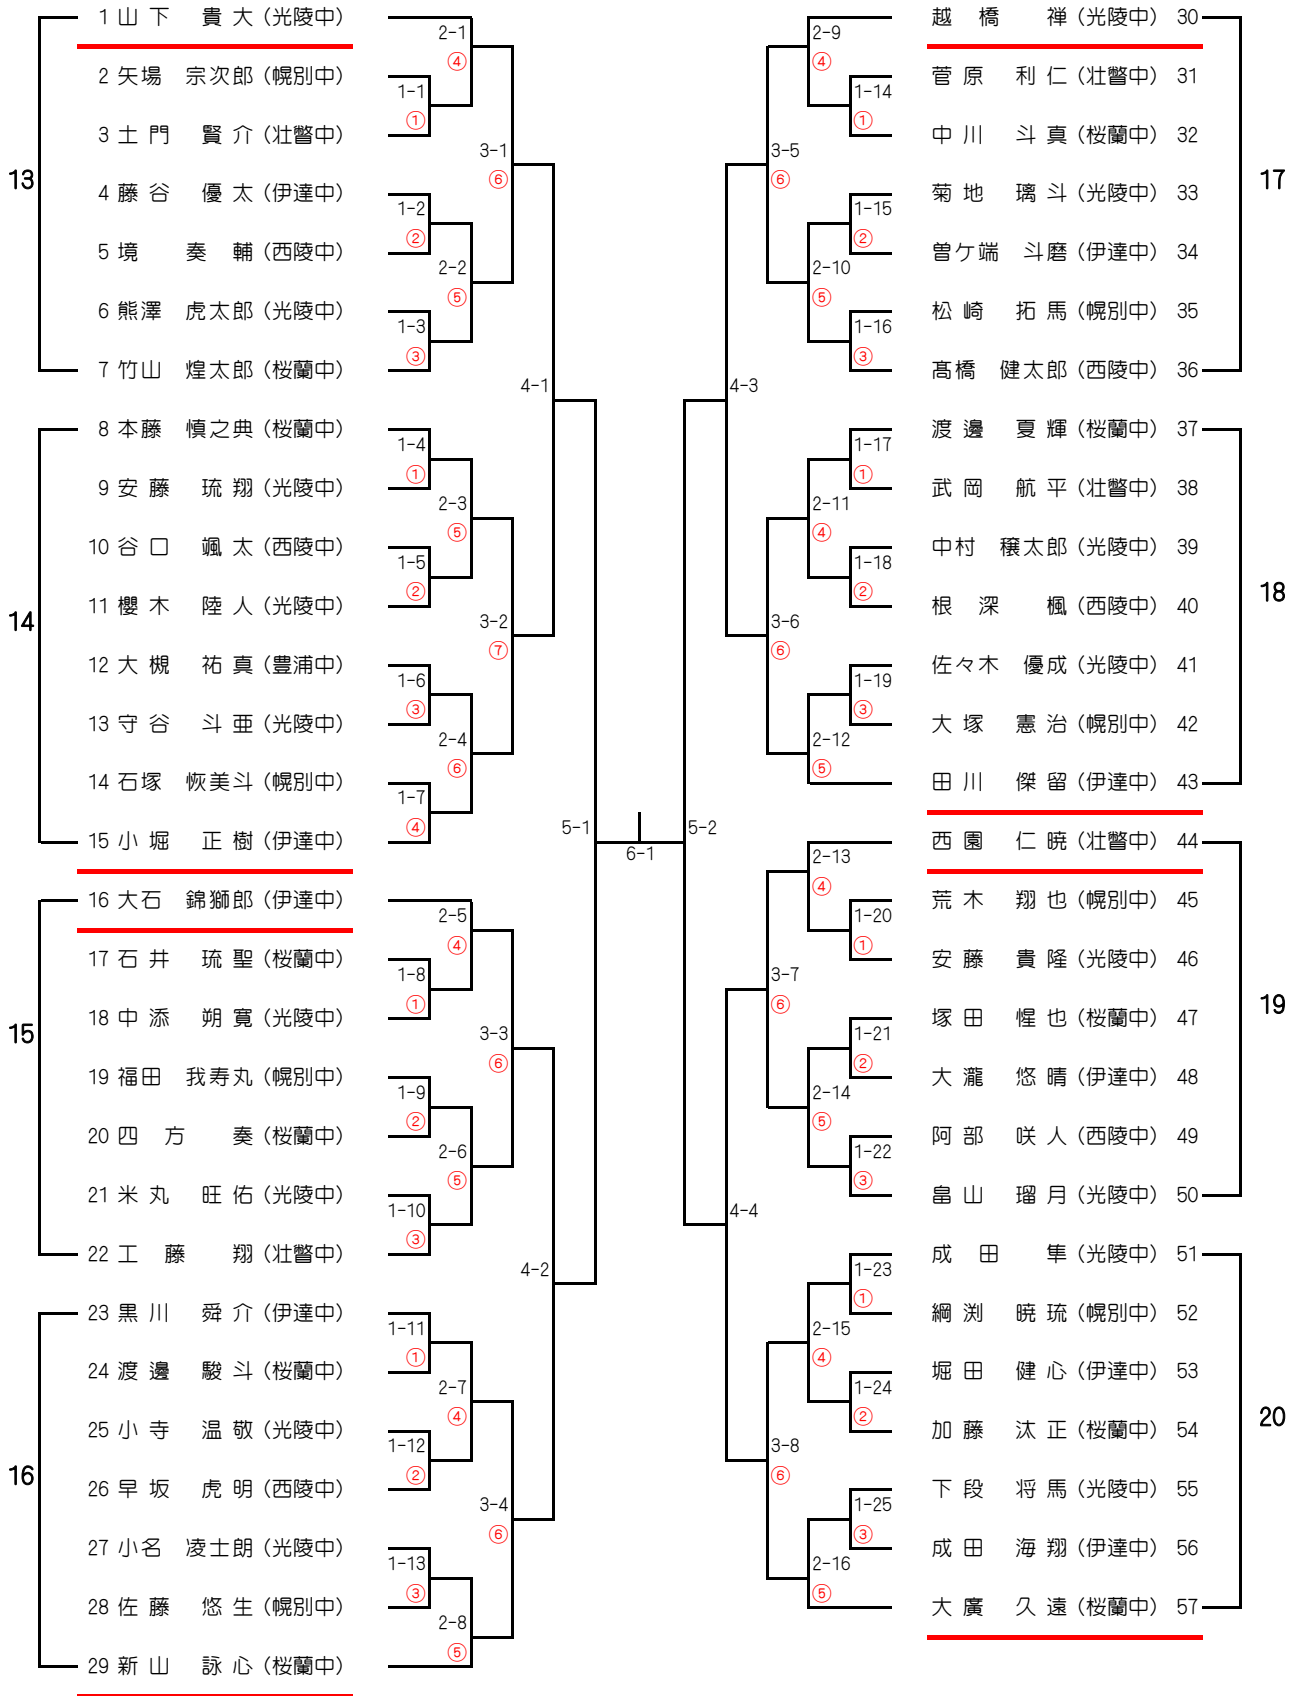 1 山下 貴大 (光陵中)
2 矢場 宗次郎 (幌別中)
3 土門 賢介 (壮瞥中)
4 藤谷 優太 (伊達中)
5 境 奏輔 (西陵中)
6 熊澤 虎太郎 (光陵中)
7 竹山 煌太郎 (桜蘭中)
8 本藤 慎之典 (桜蘭中)
9 安藤 琉翔 (光陵中)
10 谷口 颯太 (西陵中)
11 櫻木 陸人 (光陵中)
12 大槻 祐真 (豊浦中)
13 守谷 斗亜 (光陵中)
14 石塚 恢美斗 (幌別中)
15 小堀 正樹 (伊達中)
16 大石 錦獅郎 (伊達中)
17 石井 琉聖 (桜蘭中)
18 中添 朔寛 (光陵中)
19 福田 我寿丸 (幌別中)
20 四方 奏 (桜蘭中)
21 米丸 旺佑 (光陵中)
22 工藤 翔 (壮瞥中)
23 黒川 舜介 (伊達中)
24 渡邊 駿斗 (桜蘭中)
25 小寺 温敬 (光陵中)
26 早坂 虎明 (西陵中)
27 小名 凌士朗 (光陵中)
28 佐藤 悠生 (幌別中)
29 新山 詠心 (桜蘭中)
13
14
15
16
1-1
①
1-2
②
1-3
③
1-4
①
1-5
②
1-6
③
1-7
④
1-8
①
1-9
②
1-10
③
1-11
①
1-12
②
1-13
③
2-1
④
2-2
⑤
2-3
⑤
2-4
⑥
2-5
④
2-6
⑤
2-7
④
2-8
⑤
3-1
⑥
3-2
⑦
3-3
⑥
3-4
⑥
4-1
4-2
5-1
6-1
5-2
4-3
4-4
3-5
⑥
3-6
⑥
3-7
⑥
3-8
⑥
2-9
④
2-10
⑤
2-11
④
2-12
⑤
2-13
④
2-14
⑤
2-15
④
2-16
⑤
1-14
①
1-15
②
1-16
③
1-17
①
1-18
②
1-19
③
1-20
①
1-21
②
1-22
③
1-23
①
1-24
②
1-25
③
越橋 禅 (光陵中) 30
菅原 利仁 (壮瞥中) 31
中川 斗真 (桜蘭中) 32
菊地 璃斗 (光陵中) 33
曽ケ端 斗磨 (伊達中) 34
松崎 拓馬 (幌別中) 35
髙橋 健太郎 (西陵中) 36
渡邊 夏輝 (桜蘭中) 37
武岡 航平 (壮瞥中) 38
中村 穣太郎 (光陵中) 39
根深 楓 (西陵中) 40
佐々木 優成 (光陵中) 41
大塚 憲治 (幌別中) 42
田川 傑留 (伊達中) 43
西園 仁暁 (壮瞥中) 44
荒木 翔也 (幌別中) 45
安藤 貴隆 (光陵中) 46
塚田 惺也 (桜蘭中) 47
大瀧 悠晴 (伊達中) 48
阿部 咲人 (西陵中) 49
畠山 瑠月 (光陵中) 50
成田 隼 (光陵中) 51
綱渕 暁琉 (幌別中) 52
堀田 健心 (伊達中) 53
加藤 汰正 (桜蘭中) 54
下段 将馬 (光陵中) 55
成田 海翔 (伊達中) 56
大廣 久遠 (桜蘭中) 57
17
18
19
20